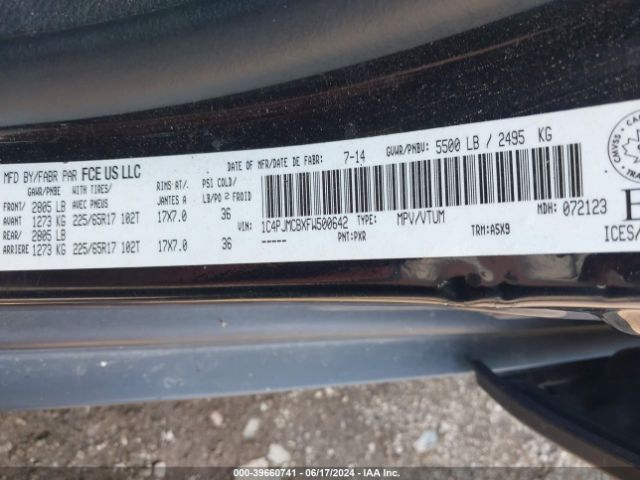 MFD BY/FABR PAR FCE US LLC
DATE OF MFR/DATE DE FABR: 7-14
GVWR/PNBV: 5500 LB / 2495 KG
GAWR/PNBE WITH TIRES/ RIMS AT/. PSI COLD/
AVEC PNEUS JANTES A LB/PO 2 FROID
FRONT/ 2805 LB
AVANT 1273 KG 225/65R17 102T 17X7.0 36
REAR/ 2805 LB
ARRIERE 1273 KG 225/65R17 102T 17X7.0 36
VIN: 1C4PJMCBXFW500642 TYPE: MPV/VTUM MDH: 072123
----- PNT:PXR TRM:A5X9
CMVSS
ICES/
000-39660741 / 06/17/2024 - IAA Inc.